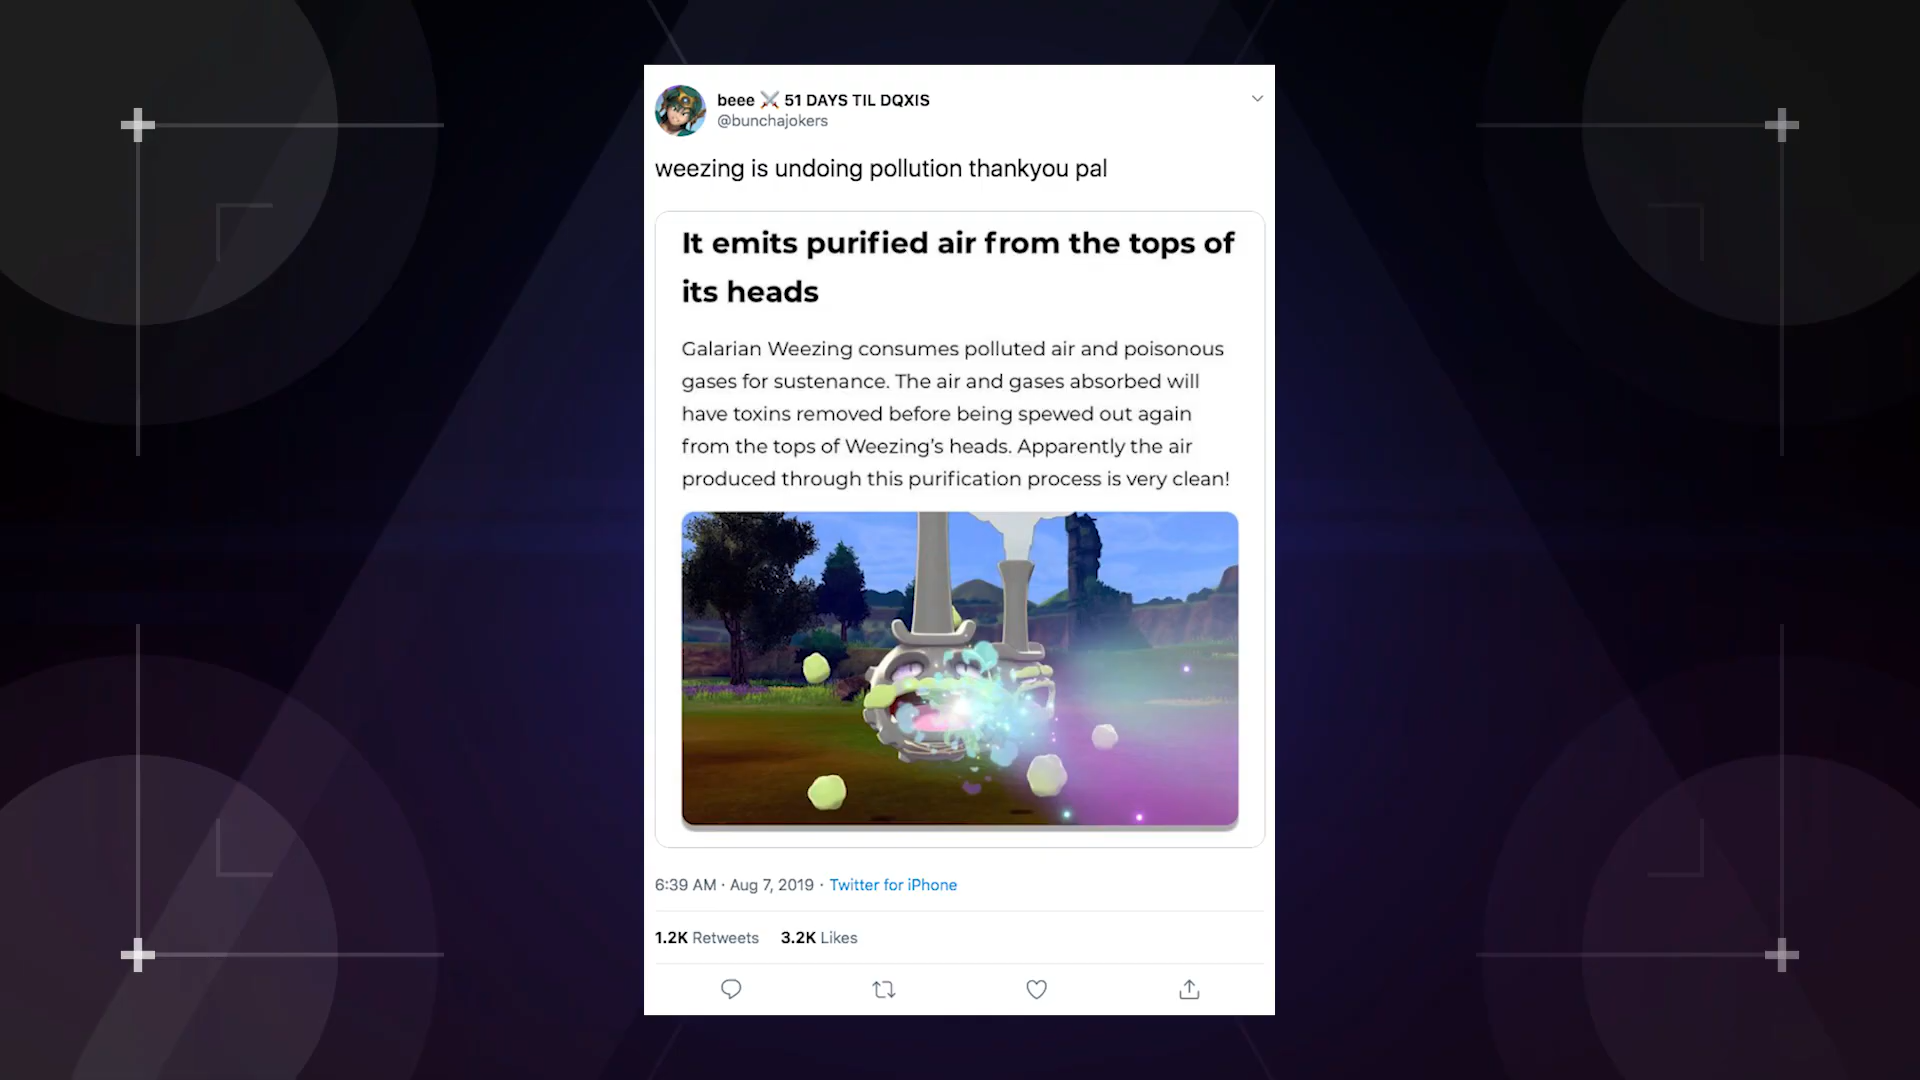 beee ⚔️ 51 DAYS TIL DQXIS
@bunchajokers
weezing is undoing pollution thankyou pal
It emits purified air from the tops of
its heads
Galarian Weezing consumes polluted air and poisonous
gases for sustenance. The air and gases absorbed will
have toxins removed before being spewed out again
from the tops of Weezing’s heads. Apparently the air
produced through this purification process is very clean!
6:39 AM · Aug 7, 2019 · Twitter for iPhone
1.2K Retweets 3.2K Likes